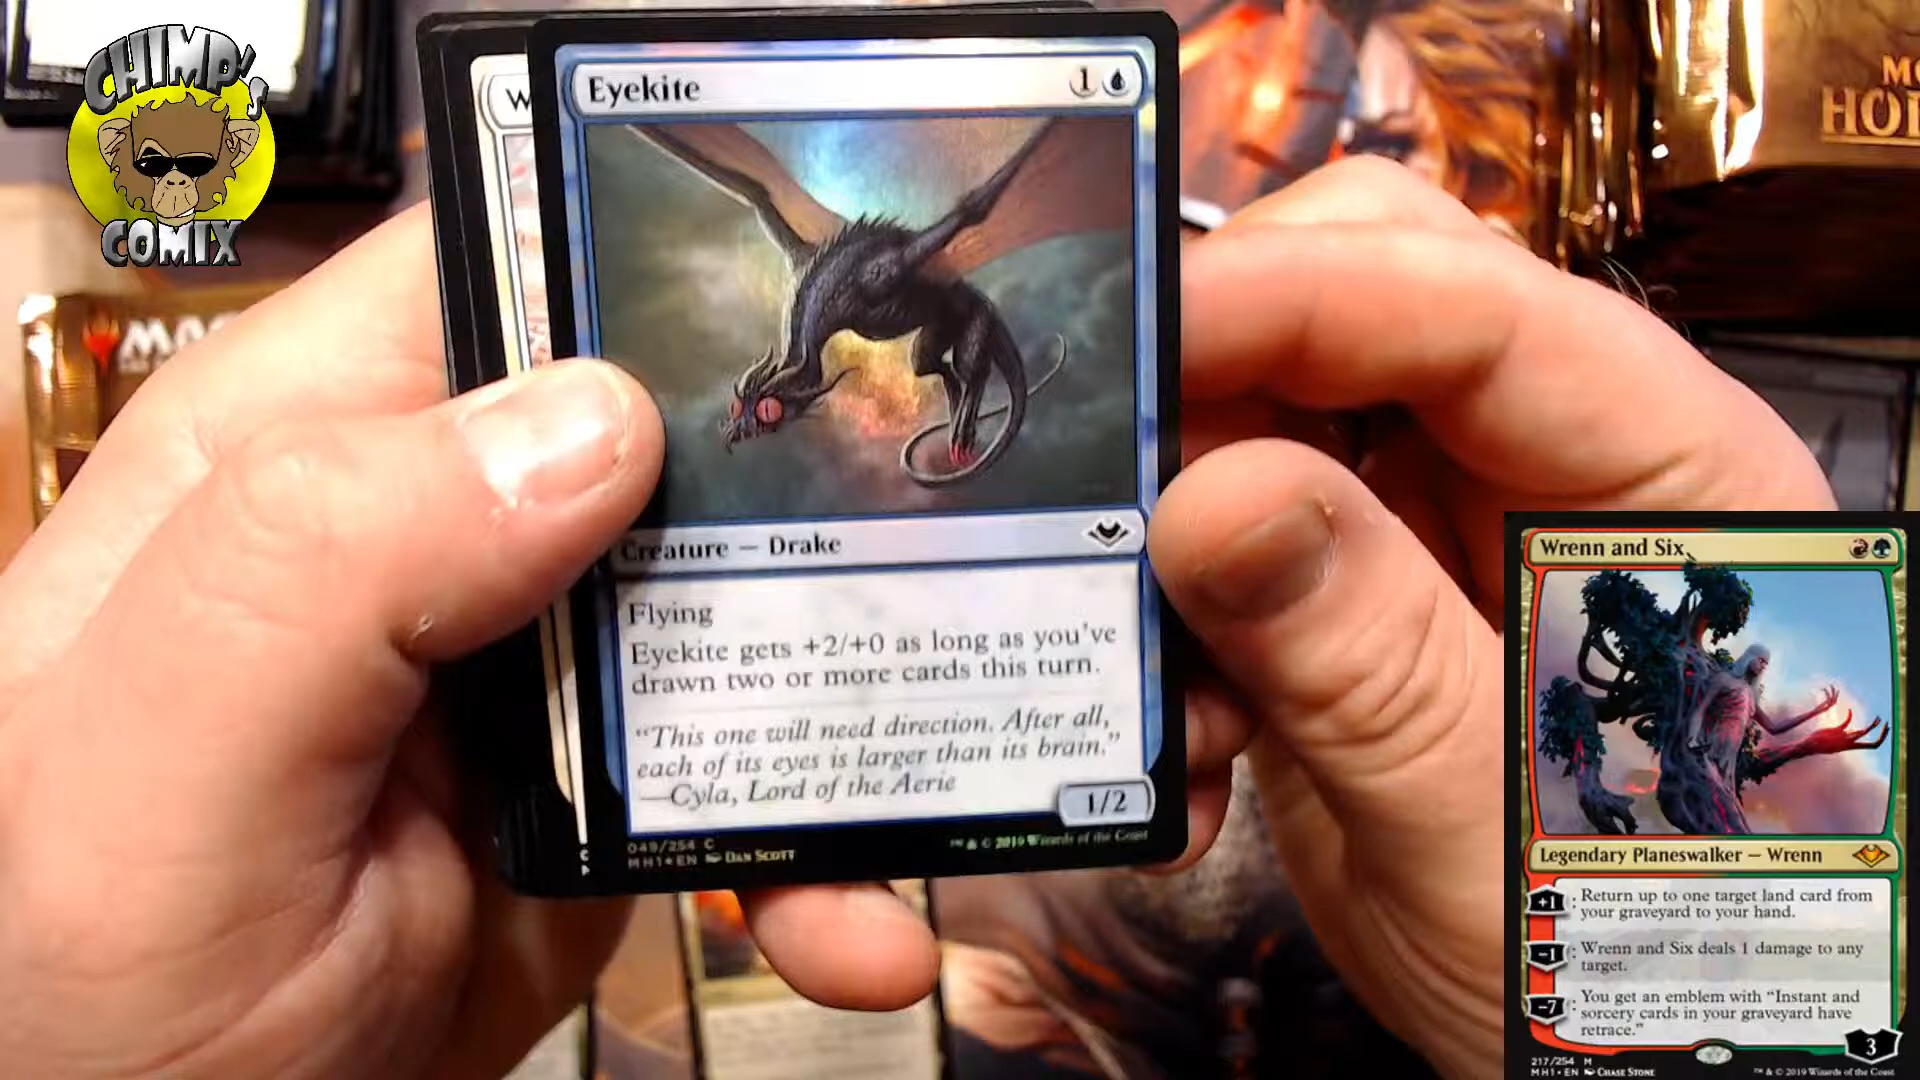 CHIMP's
COMIX
Eyekite 1
Creature — Drake
Flying
Eyekite gets +2/+0 as long as you've
drawn two or more cards this turn.
"This one will need direction. After all,
each of its eyes is larger than its brain."
—Cyla, Lord of the Aerie
1/2
049/254 C
MH1★EN DAN SCOTT
™ & © 2019 Wizards of the Coast
W
MA
MO
HOR
Wrenn and Six
Legendary Planeswalker — Wrenn
+1: Return up to one target land card from
your graveyard to your hand.
−1: Wrenn and Six deals 1 damage to any
target.
−7: You get an emblem with "Instant and
sorcery cards in your graveyard have
retrace."
3
217/254 M
MH1•EN CHASE STONE
™ & © 2019 Wizards of the Coast